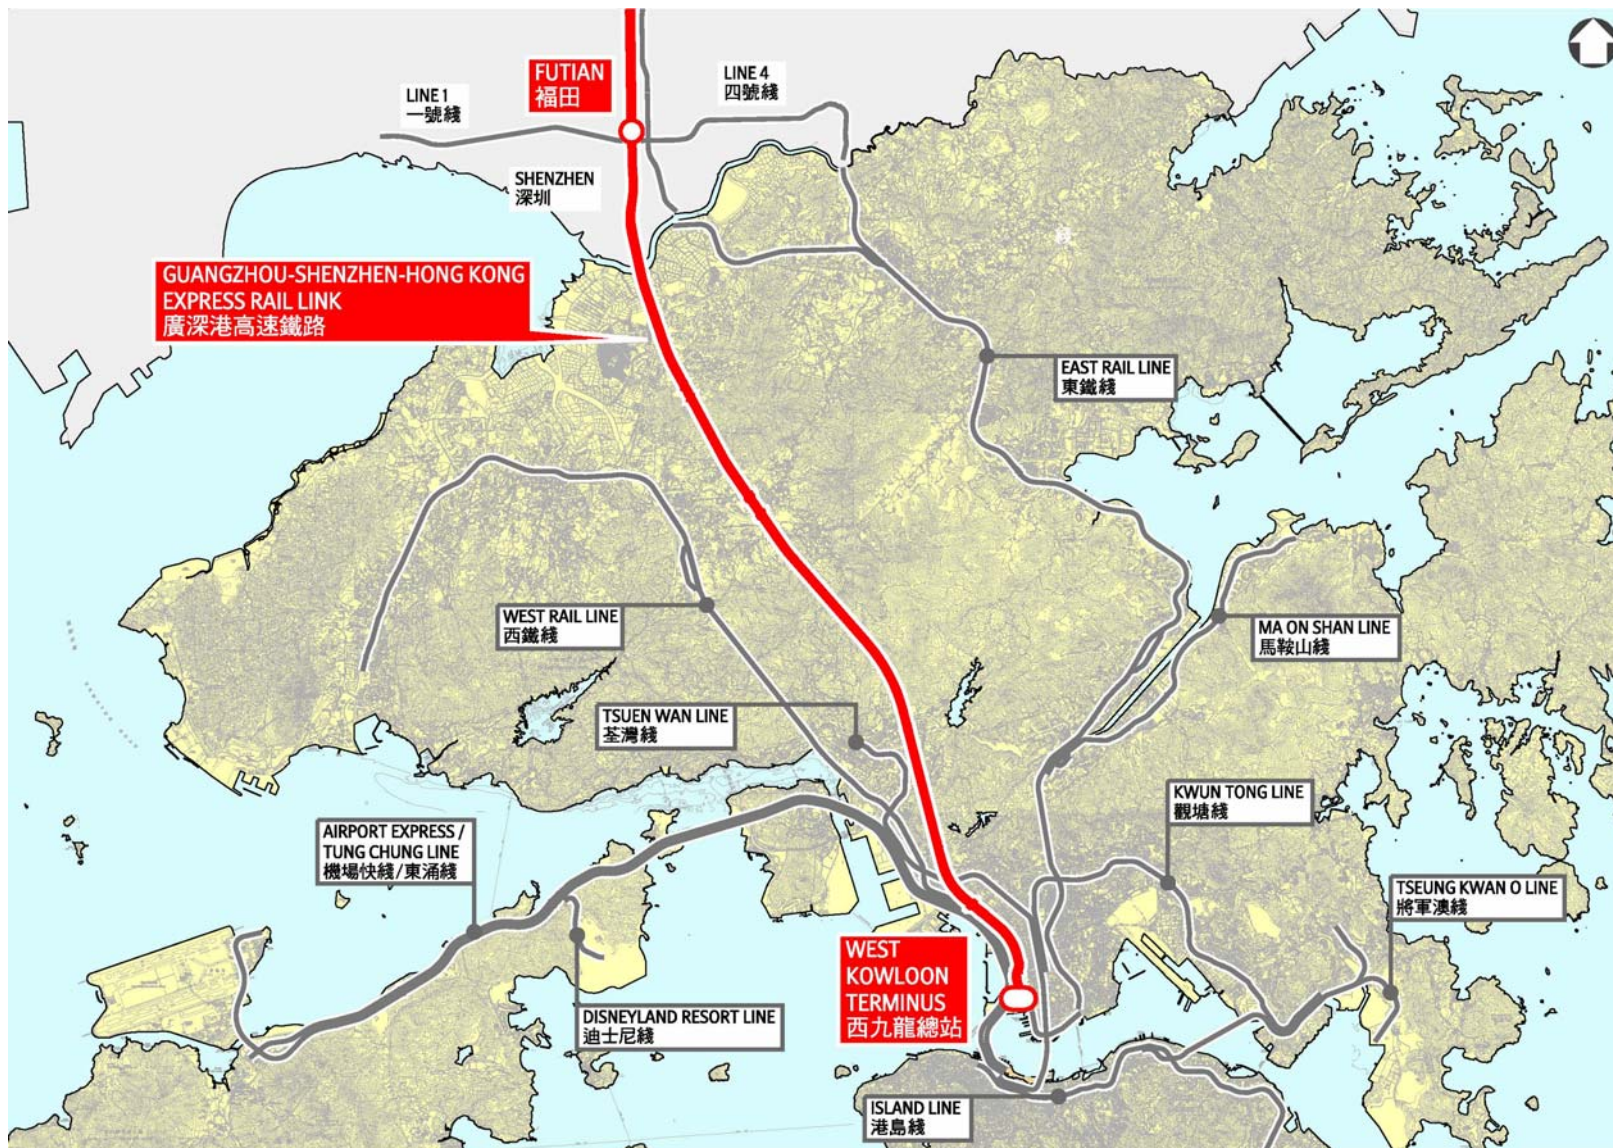 FUTIAN
福田
LINE 1
一號綫
LINE 4
四號綫
SHENZHEN
深圳
GUANGZHOU-SHENZHEN-HONG KONG
EXPRESS RAIL LINK
廣深港高速鐵路
EAST RAIL LINE
東鐵綫
WEST RAIL LINE
西鐵綫
MA ON SHAN LINE
馬鞍山綫
TSUEN WAN LINE
荃灣綫
KWUN TONG LINE
觀塘綫
AIRPORT EXPRESS /
TUNG CHUNG LINE
機場快綫/東涌綫
TSEUNG KWAN O LINE
將軍澳綫
WEST
KOWLOON
TERMINUS
西九龍總站
DISNEYLAND RESORT LINE
迪士尼綫
ISLAND LINE
港島綫